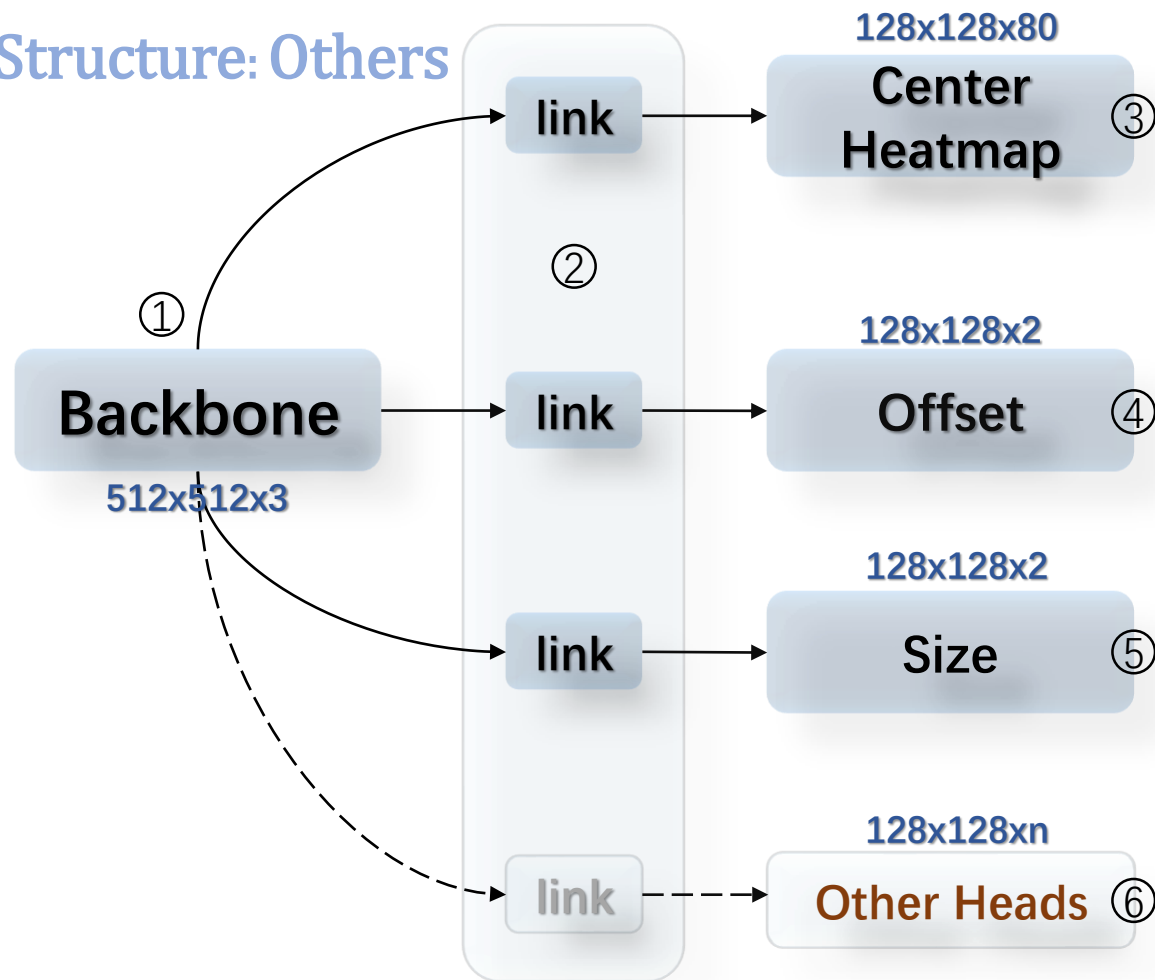 Structure: Others
128x128x80
link
Center
Heatmap
③
②
①
128x128x2
Backbone
link
Offset
④
512x512x3
128x128x2
link
Size
⑤
128x128xn
link
Other Heads
⑥